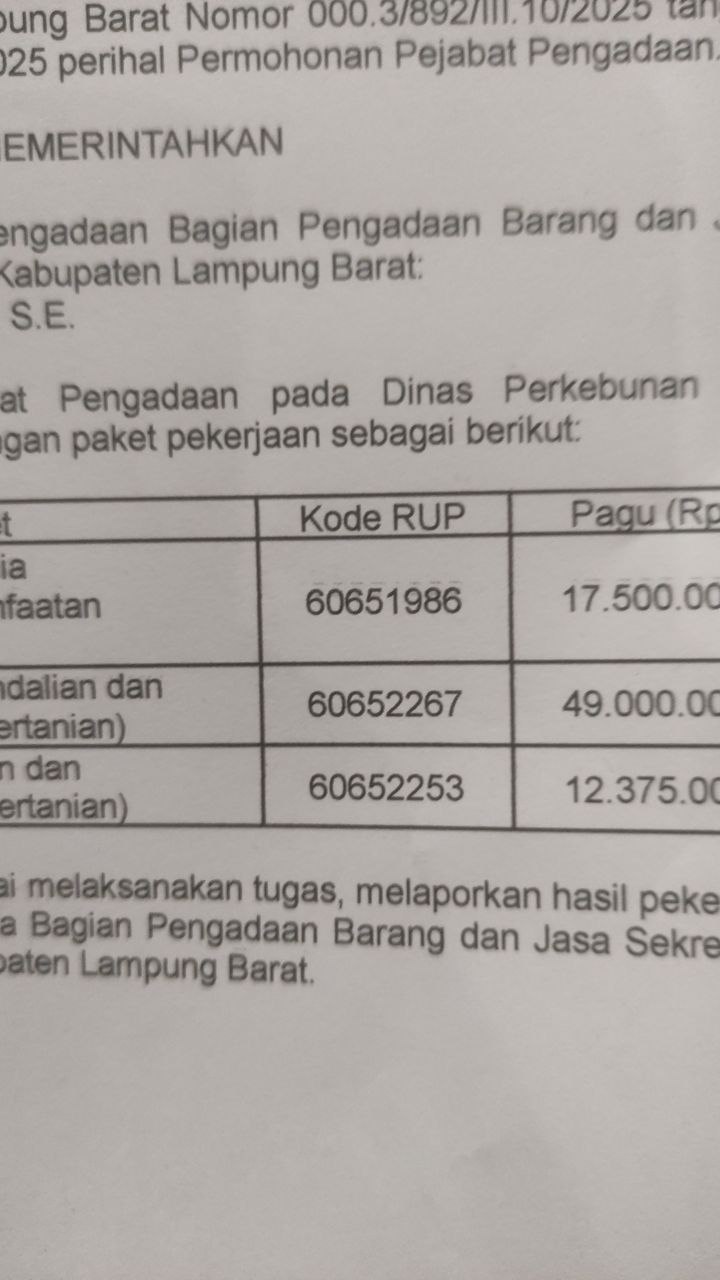 pung Barat Nomor 000.3/892/III.10/2025 tan
025 perihal Permohonan Pejabat Pengadaan.
MEMERINTAHKAN
engadaan Bagian Pengadaan Barang dan J
Kabupaten Lampung Barat:
S.E.
at Pengadaan pada Dinas Perkebunan
ngan paket pekerjaan sebagai berikut:
et Kode RUP Pagu (Rp
ia
nfaatan 60651986 17.500.00
ndalian dan
ertanian) 60652267 49.000.00
n dan
ertanian) 60652253 12.375.00
ai melaksanakan tugas, melaporkan hasil peke
a Bagian Pengadaan Barang dan Jasa Sekre
paten Lampung Barat.